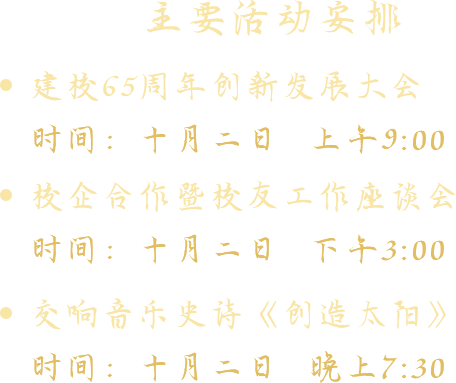 主要活动安排
• 建校65周年创新发展大会
时间：十月二日 上午9:00
• 校企合作暨校友工作座谈会
时间：十月二日 下午3:00
• 交响音乐史诗《创造太阳》
时间：十月二日 晚上7:30